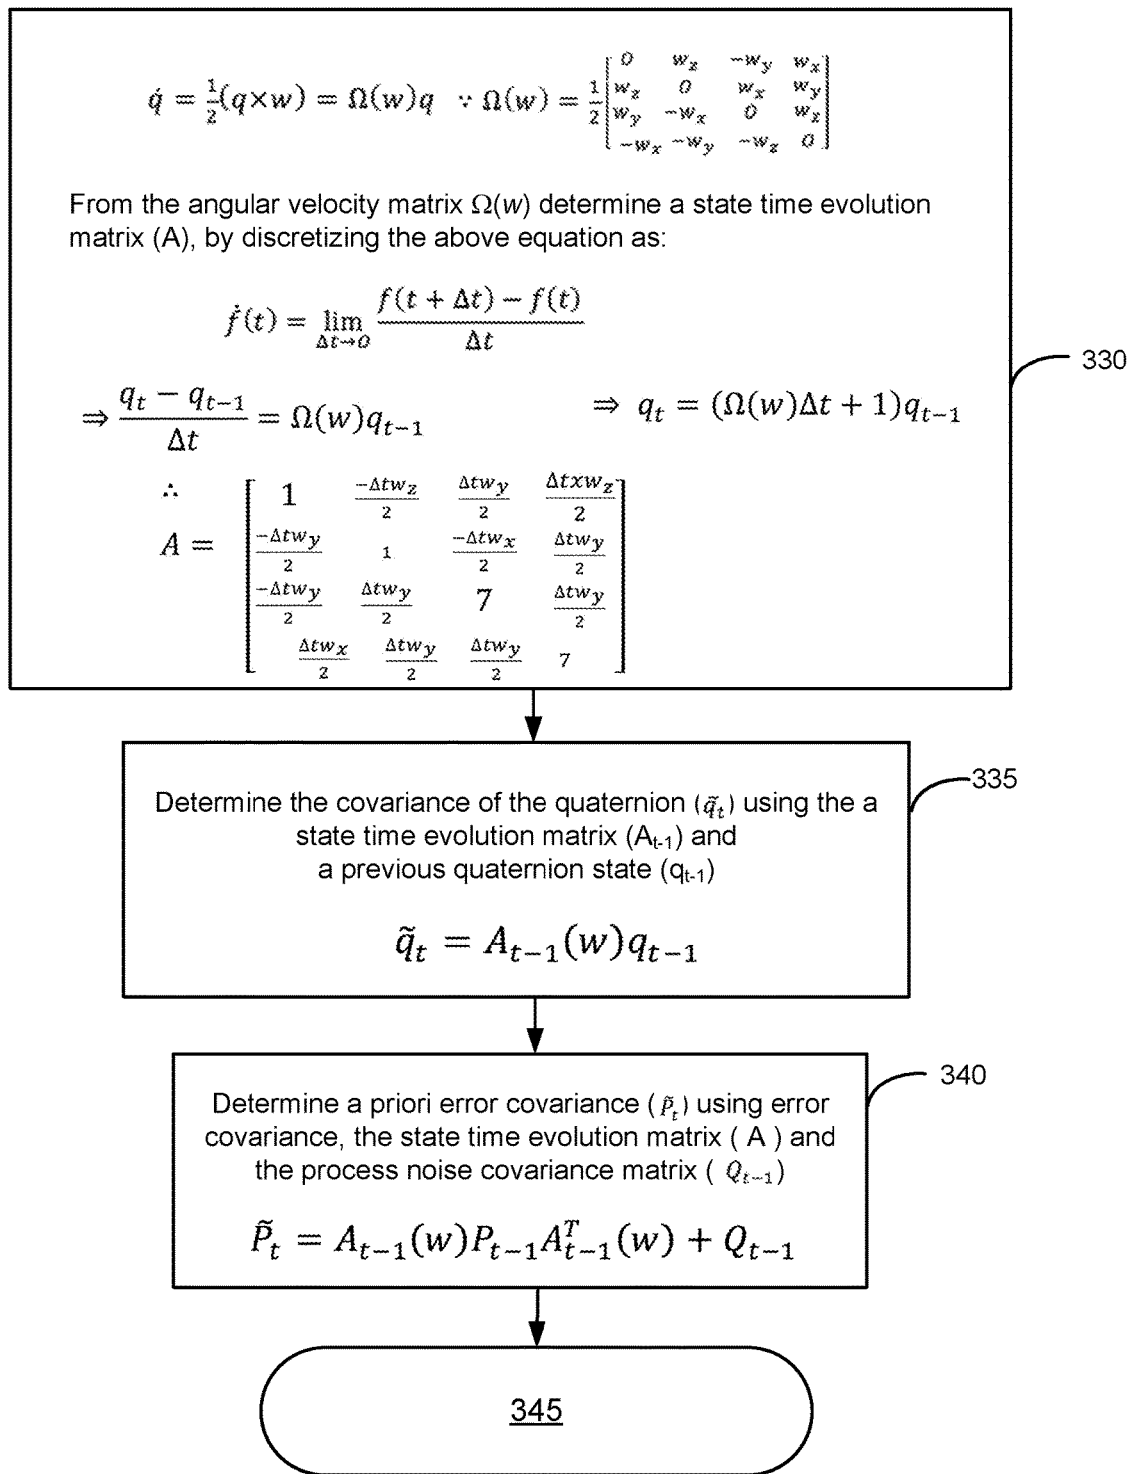 q̇ = 1/2(q×w) = Ω(w)q ∵ Ω(w) = 1/2 [0 w_z −w_y w_x
w_z 0 w_x w_y
w_y −w_x 0 w_z
−w_x −w_y −w_z 0]
From the angular velocity matrix Ω(w) determine a state time evolution
matrix (A), by discretizing the above equation as:
ḟ(t) = lim_{Δt→0} (f(t + Δt) − f(t))/Δt
330
⇒ (q_t − q_{t−1})/Δt = Ω(w)q_{t−1} ⇒ q_t = (Ω(w)Δt + 1)q_{t−1}
∴
A = [1 −Δtw_z/2 Δtw_y/2 Δtxw_z/2
−Δtw_y/2 1 −Δtw_x/2 Δtw_y/2
−Δtw_y/2 Δtw_y/2 7 Δtw_y/2
Δtw_x/2 Δtw_y/2 Δtw_y/2 7]
335
Determine the covariance of the quaternion (q̃_t) using the a
state time evolution matrix (A_{t-1}) and
a previous quaternion state (q_{t-1})
q̃_t = A_{t−1}(w)q_{t−1}
340
Determine a priori error covariance ( P̃_t ) using error
covariance, the state time evolution matrix ( A ) and
the process noise covariance matrix ( Q_{t−1})
P̃_t = A_{t−1}(w)P_{t−1}A^T_{t−1}(w) + Q_{t−1}
345